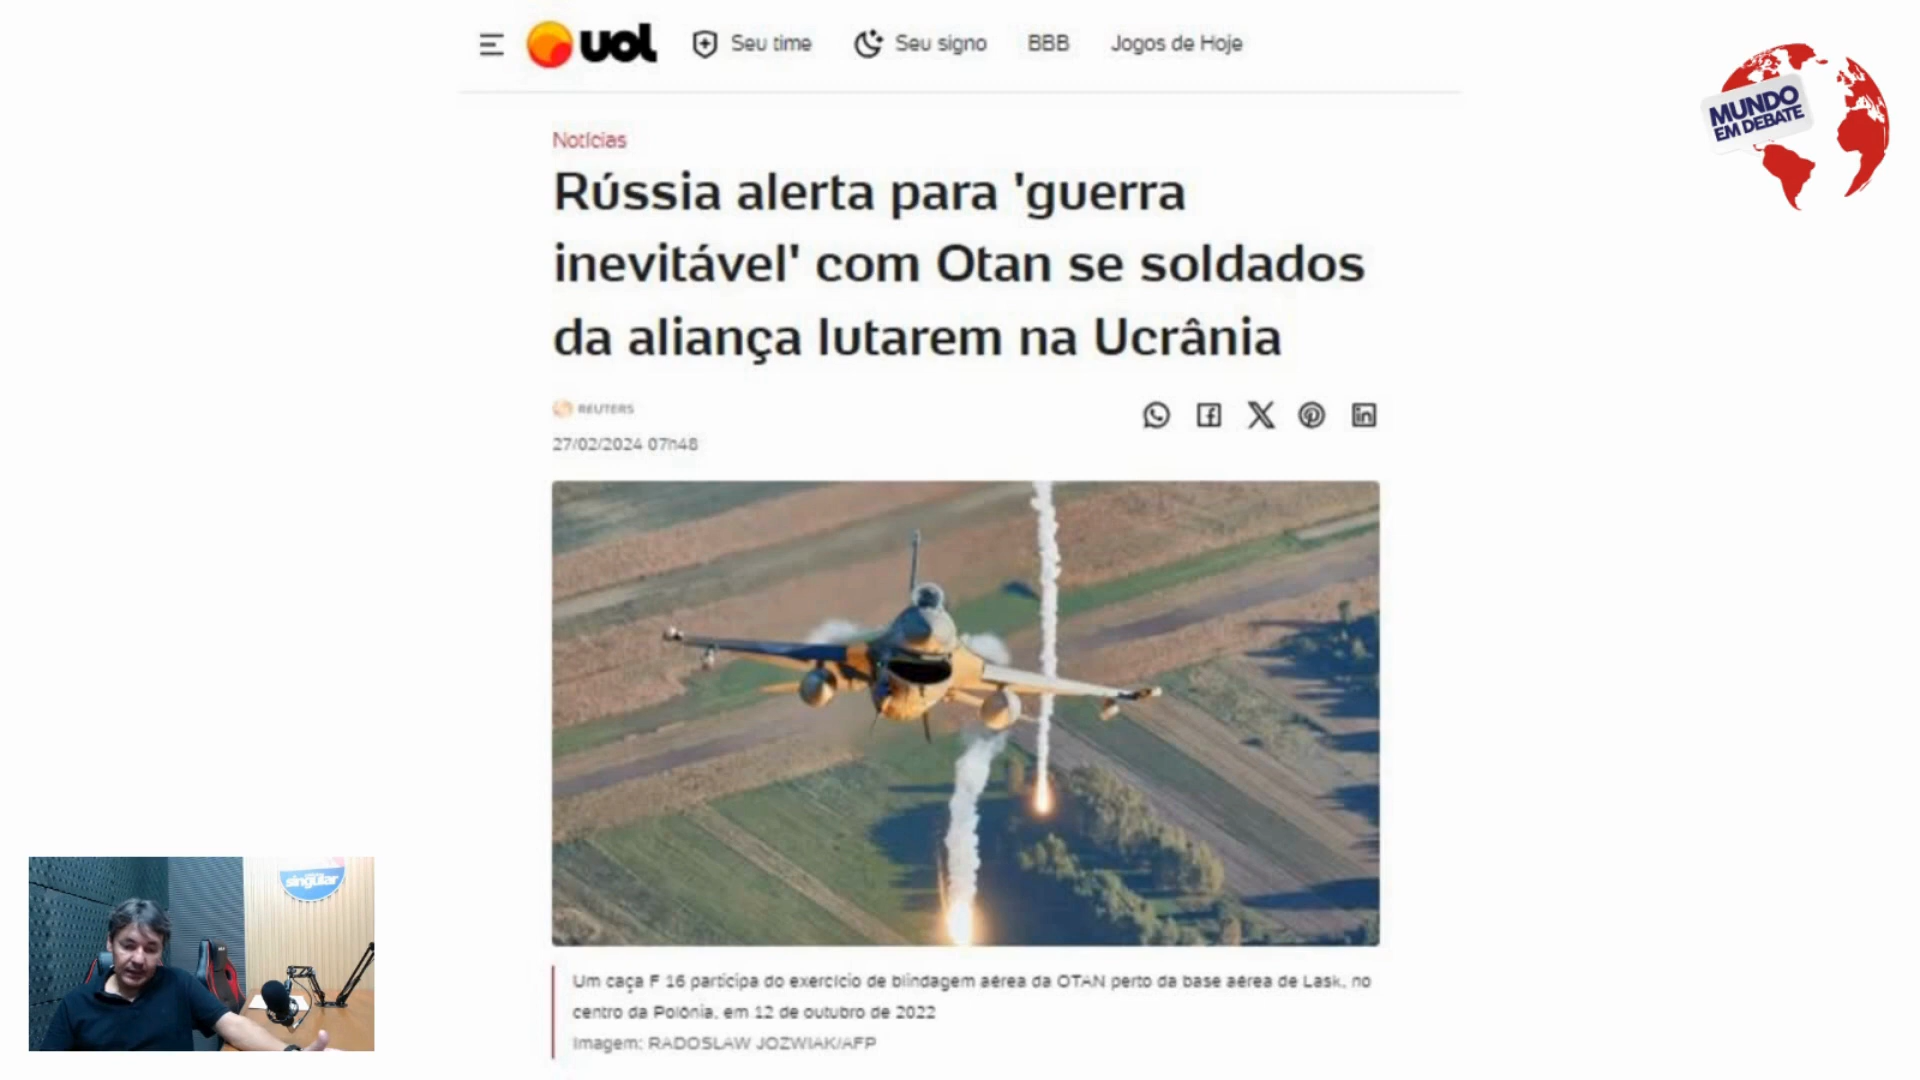 uol
Seu time
Seu signo
BBB
Jogos de Hoje
MUNDO
EM DEBATE
Notícias
Rússia alerta para 'guerra
inevitável' com Otan se soldados
da aliança lutarem na Ucrânia
REUTERS
27/02/2024 07h48
Um caça F 16 participa do exercício de blindagem aérea da OTAN perto da base aérea de Lask, no
centro da Polônia, em 12 de outubro de 2022
Imagem: RADOSLAW JOZWIAK/AFP
singular